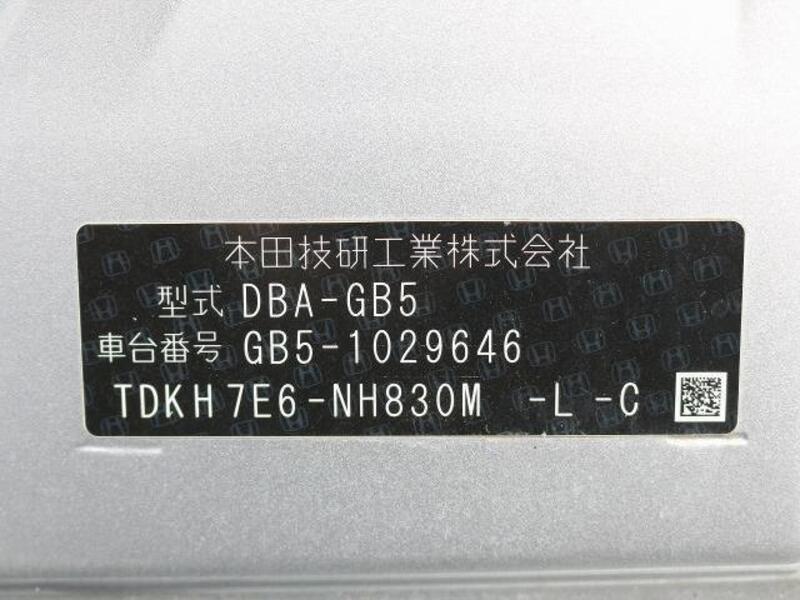 本田技研工業株式会社
型式 DBA-GB5
車台番号 GB5-1029646
TDKH7E6-NH830M -L -C